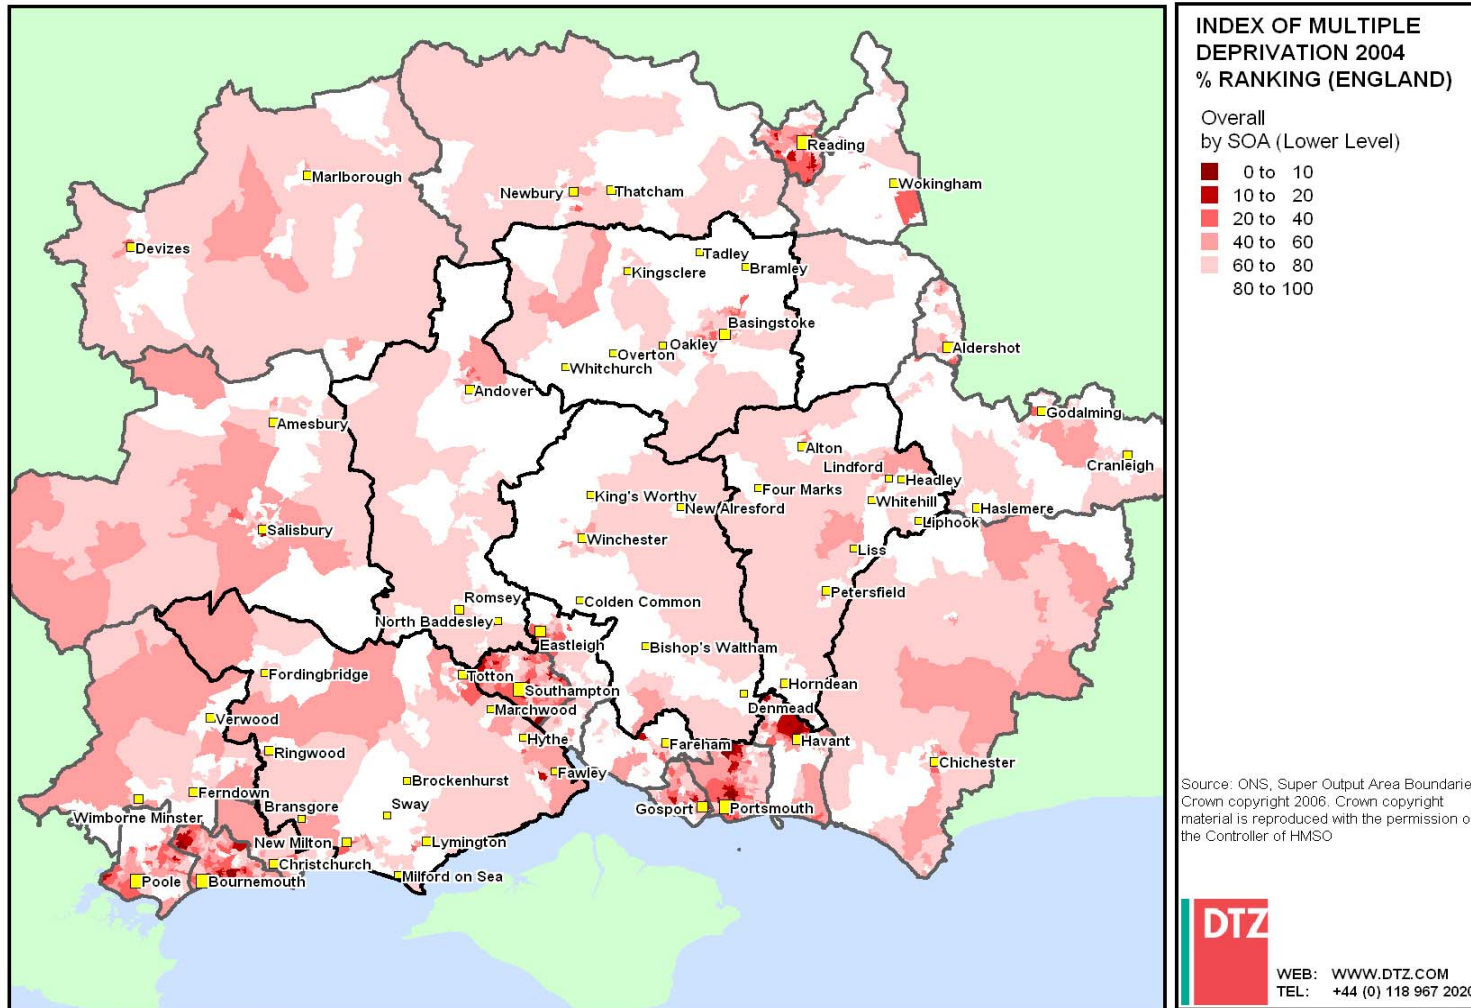 INDEX OF MULTIPLE
DEPRIVATION 2004
% RANKING (ENGLAND)
Overall
by SOA (Lower Level)
0 to 10
10 to 20
20 to 40
40 to 60
60 to 80
80 to 100
Reading
Marlborough
Wokingham
Newbury
Thatcham
Devizes
Tadley
Kingsclere
Bramley
Basingstoke
Oakley
Overton
Whitchurch
Aldershot
Andover
Godalming
Amesbury
Alton
Cranleigh
Lindford
Headley
Four Marks
King's Worthy
Whitehill
New Alresford
Haslemere
Liphook
Salisbury
Winchester
Liss
Petersfield
Romsey
Colden Common
North Baddesley
Eastleigh
Bishop's Waltham
Fordingbridge
Totton
Horndean
Southampton
Denmead
Marchwood
Verwood
Hythe
Fareham
Havant
Ringwood
Chichester
Fawley
Brockenhurst
Ferndown
Bransgore
Sway
Gosport
Portsmouth
Wimborne Minster
New Milton
Lymington
Christchurch
Milford on Sea
Poole
Bournemouth
Source: ONS, Super Output Area Boundarie
Crown copyright 2006. Crown copyright
material is reproduced with the permission o
the Controller of HMSO
DTZ
WEB: WWW.DTZ.COM
TEL: +44 (0) 118 967 2020